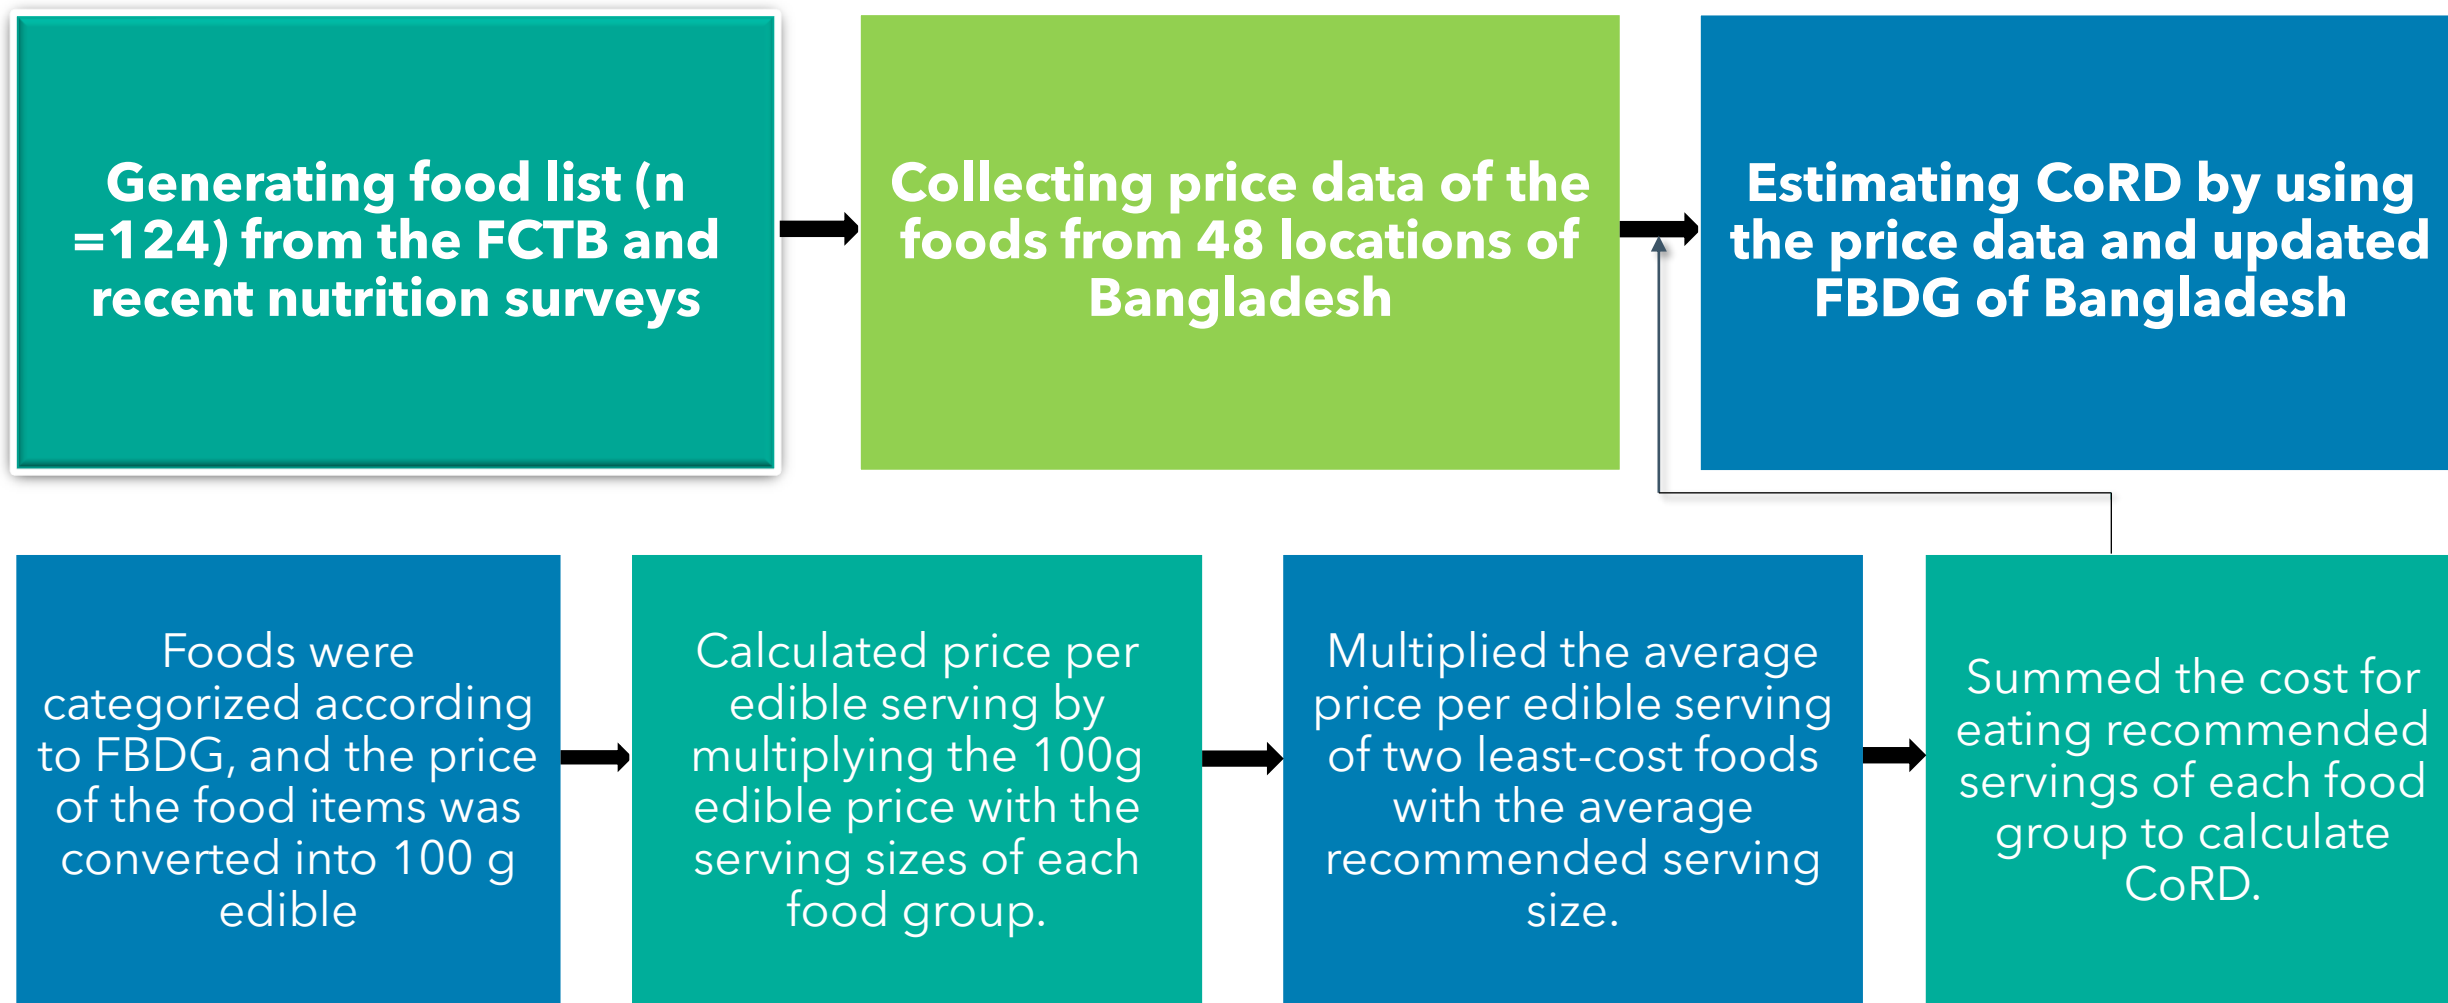 Generating food list (n
=124) from the FCTB and
recent nutrition surveys
Collecting price data of the
foods from 48 locations of
Bangladesh
Estimating CoRD by using
the price data and updated
FBDG of Bangladesh
Foods were
categorized according
to FBDG, and the price
of the food items was
converted into 100 g
edible
Calculated price per
edible serving by
multiplying the 100g
edible price with the
serving sizes of each
food group.
Multiplied the average
price per edible serving
of two least-cost foods
with the average
recommended serving
size.
Summed the cost for
eating recommended
servings of each food
group to calculate
CoRD.